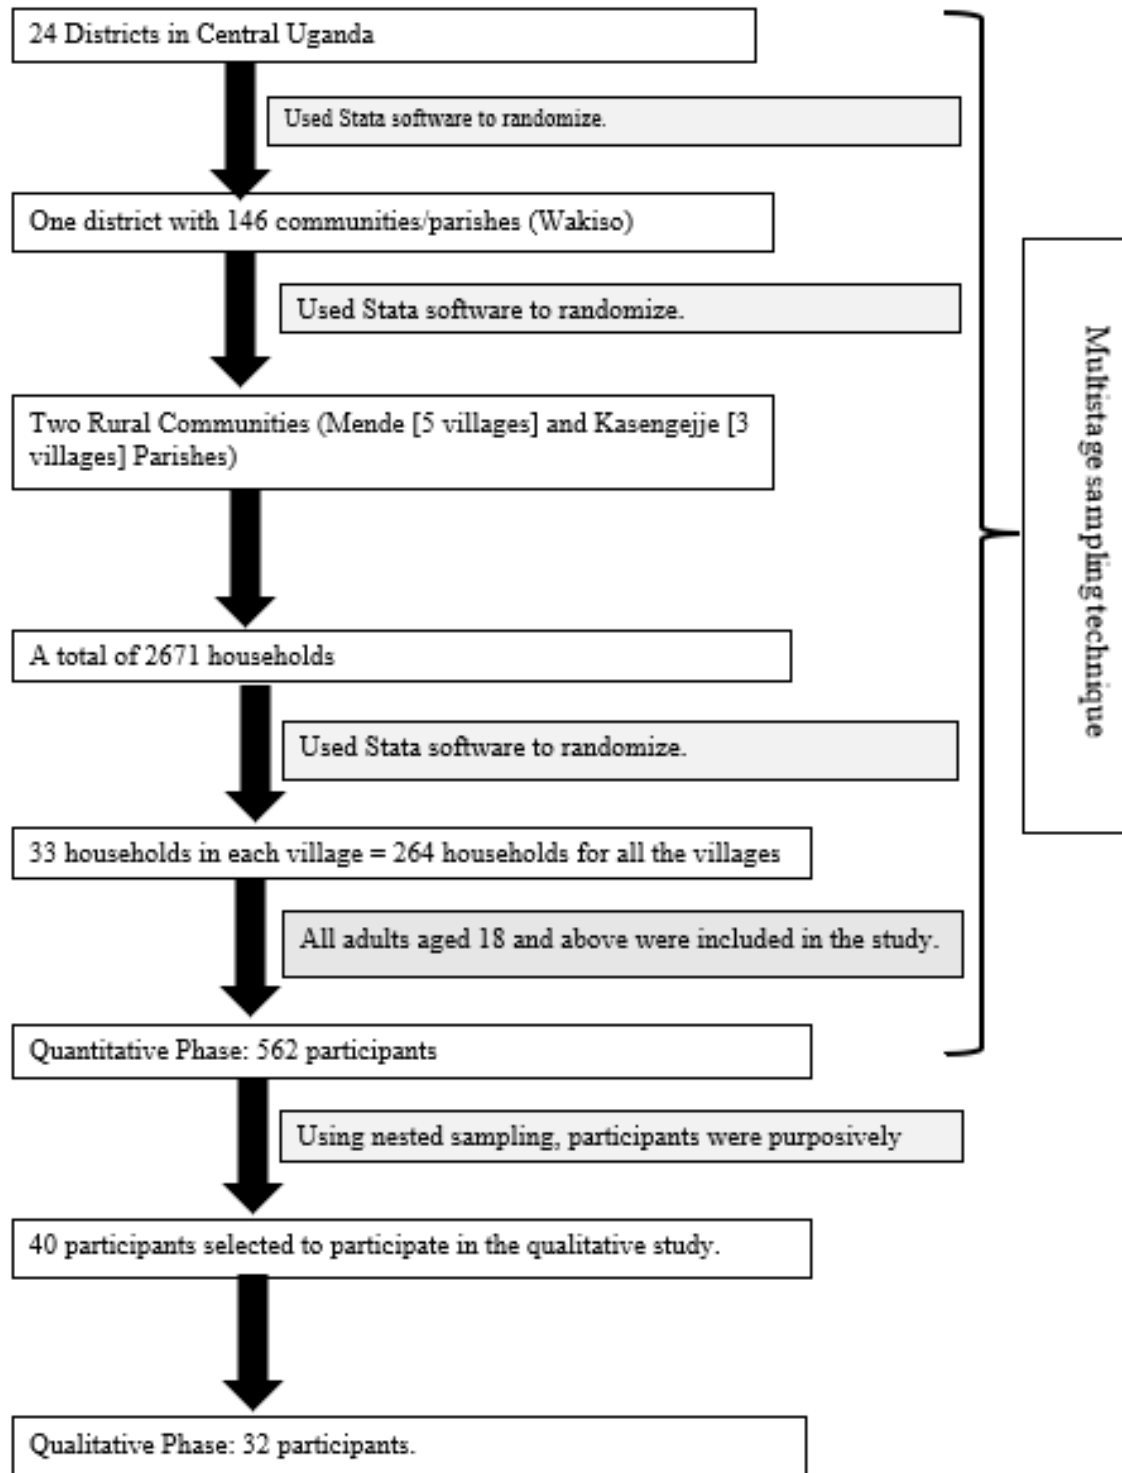 24 Districts in Central Uganda
Used Stata software to randomize.
One district with 146 communities/parishes (Wakiso)
Used Stata software to randomize.
Two Rural Communities (Mende [5 villages] and Kasengejje [3
villages] Parishes)
A total of 2671 households
Used Stata software to randomize.
33 households in each village = 264 households for all the villages
All adults aged 18 and above were included in the study.
Quantitative Phase: 562 participants
Using nested sampling, participants were purposively
40 participants selected to participate in the qualitative study.
Qualitative Phase: 32 participants.
Multistage sampling technique